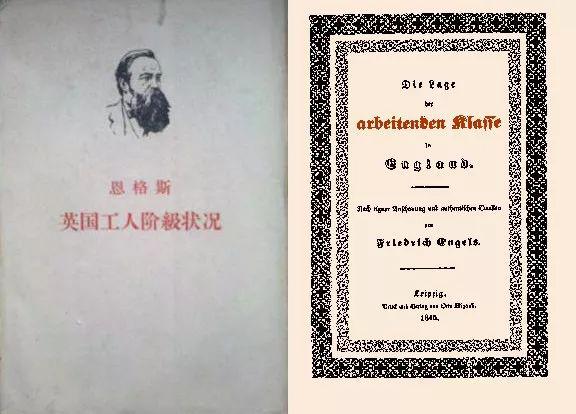 恩格斯
英国工人阶級状况
Die Lage
der
arbeitenden Klasse
in
England.
Nach eigner Anschauung und authentischen Quellen
von
Friedrich Engels.
Leipzig.
Druck und Verlag von Otto Wigand.
1845.